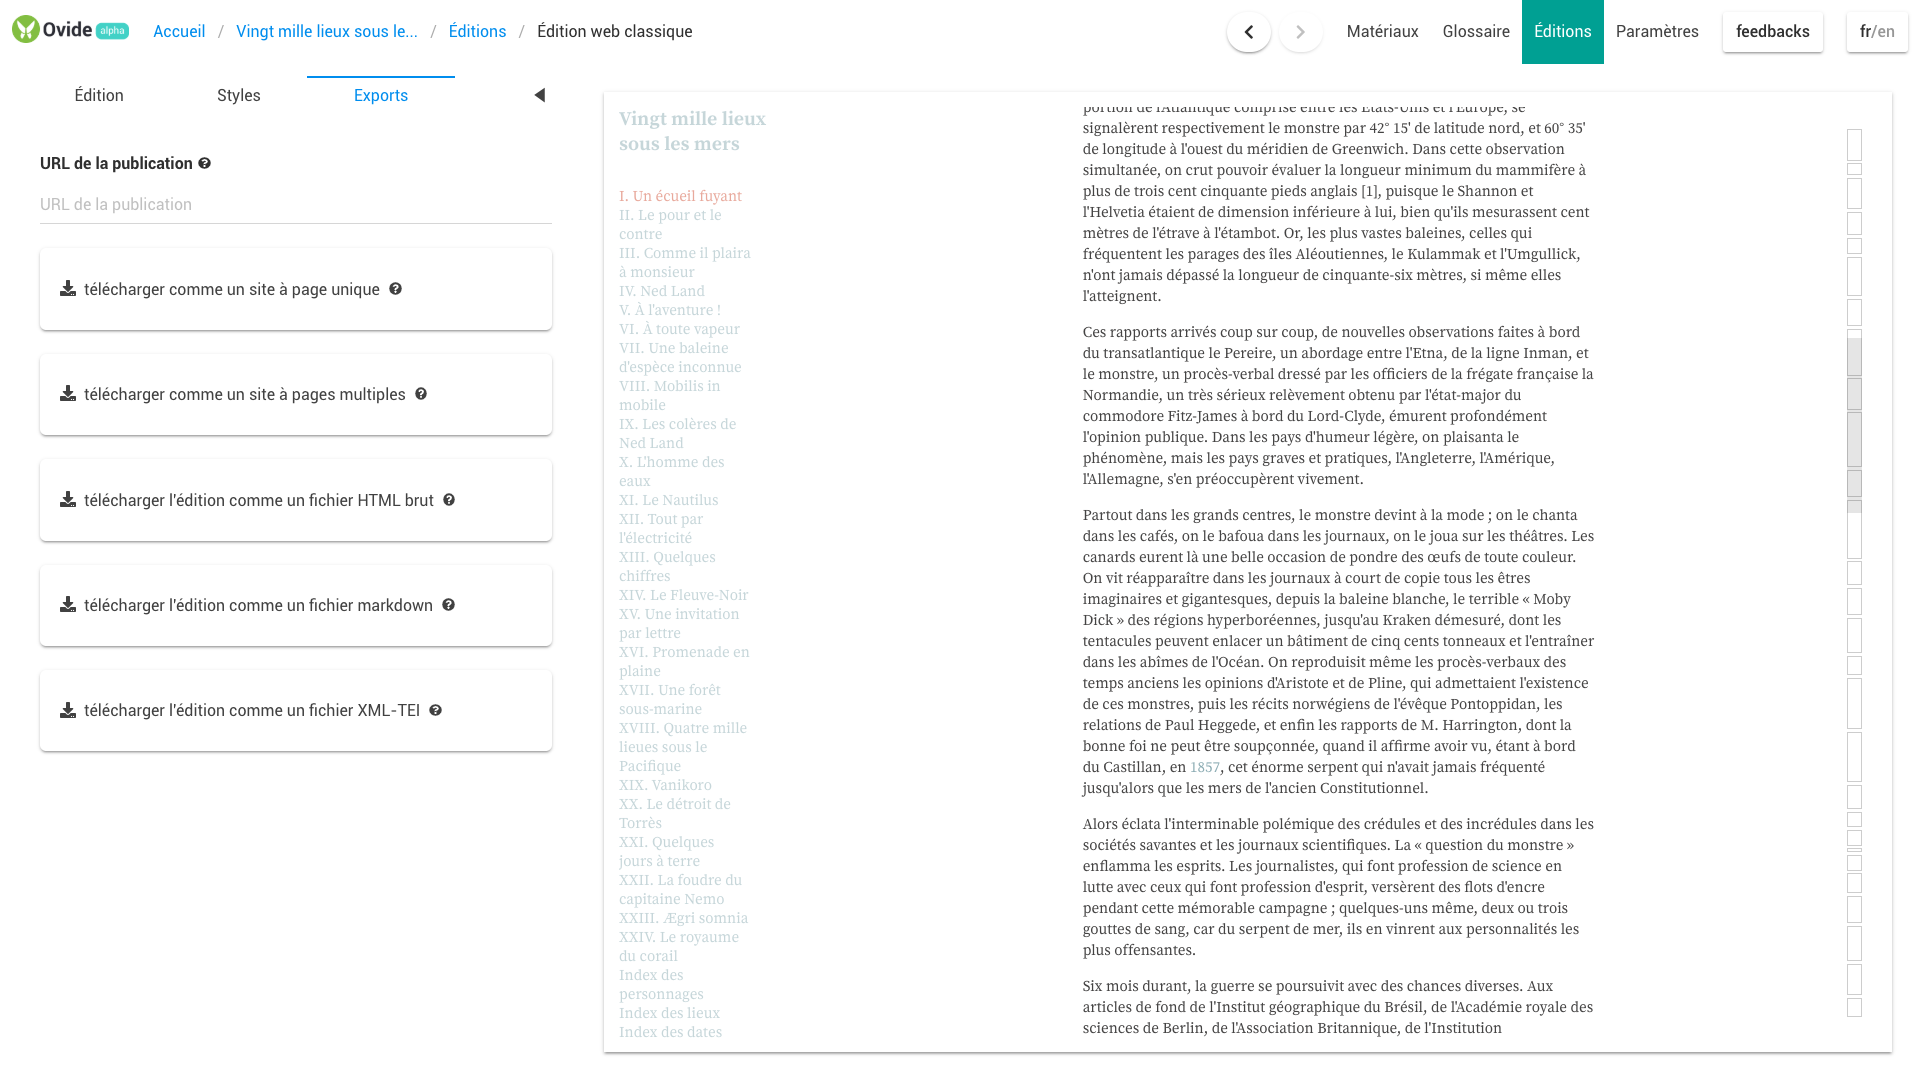 Ovide alpha
Accueil / Vingt mille lieux sous le... / Éditions / Édition web classique
Matériaux Glossaire Éditions Paramètres feedbacks fr/en
Édition Styles Exports
URL de la publication
URL de la publication
télécharger comme un site à page unique
télécharger comme un site à pages multiples
télécharger l'édition comme un fichier HTML brut
télécharger l'édition comme un fichier markdown
télécharger l'édition comme un fichier XML-TEI
Vingt mille lieux
sous les mers
I. Un écueil fuyant
II. Le pour et le
contre
III. Comme il plaira
à monsieur
IV. Ned Land
V. À l'aventure !
VI. À toute vapeur
VII. Une baleine
d'espèce inconnue
VIII. Mobilis in
mobile
IX. Les colères de
Ned Land
X. L'homme des
eaux
XI. Le Nautilus
XII. Tout par
l'électricité
XIII. Quelques
chiffres
XIV. Le Fleuve-Noir
XV. Une invitation
par lettre
XVI. Promenade en
plaine
XVII. Une forêt
sous-marine
XVIII. Quatre mille
lieues sous le
Pacifique
XIX. Vanikoro
XX. Le détroit de
Torrès
XXI. Quelques
jours à terre
XXII. La foudre du
capitaine Nemo
XXIII. Ægri somnia
XXIV. Le royaume
du corail
Index des
personnages
Index des lieux
Index des dates
portion de l'Atlantique comprise entre les États-Unis et l'Europe, se
signalèrent respectivement le monstre par 42° 15' de latitude nord, et 60° 35'
de longitude à l'ouest du méridien de Greenwich. Dans cette observation
simultanée, on crut pouvoir évaluer la longueur minimum du mammifère à
plus de trois cent cinquante pieds anglais [1], puisque le Shannon et
l'Helvetia étaient de dimension inférieure à lui, bien qu'ils mesurassent cent
mètres de l'étrave à l'étambot. Or, les plus vastes baleines, celles qui
fréquentent les parages des îles Aléoutiennes, le Kulammak et l'Umgullick,
n'ont jamais dépassé la longueur de cinquante-six mètres, si même elles
l'atteignent.
Ces rapports arrivés coup sur coup, de nouvelles observations faites à bord
du transatlantique le Pereire, un abordage entre l'Etna, de la ligne Inman, et
le monstre, un procès-verbal dressé par les officiers de la frégate française la
Normandie, un très sérieux relèvement obtenu par l'état-major du
commodore Fitz-James à bord du Lord-Clyde, émurent profondément
l'opinion publique. Dans les pays d'humeur légère, on plaisanta le
phénomène, mais les pays graves et pratiques, l'Angleterre, l'Amérique,
l'Allemagne, s'en préoccupèrent vivement.
Partout dans les grands centres, le monstre devint à la mode ; on le chanta
dans les cafés, on le bafoua dans les journaux, on le joua sur les théâtres. Les
canards eurent là une belle occasion de pondre des œufs de toute couleur.
On vit réapparaître dans les journaux à court de copie tous les êtres
imaginaires et gigantesques, depuis la baleine blanche, le terrible « Moby
Dick » des régions hyperboréennes, jusqu'au Kraken démesuré, dont les
tentacules peuvent enlacer un bâtiment de cinq cents tonneaux et l'entraîner
dans les abîmes de l'Océan. On reproduisit même les procès-verbaux des
temps anciens les opinions d'Aristote et de Pline, qui admettaient l'existence
de ces monstres, puis les récits norwégiens de l'évêque Pontoppidan, les
relations de Paul Heggede, et enfin les rapports de M. Harrington, dont la
bonne foi ne peut être soupçonnée, quand il affirme avoir vu, étant à bord
du Castillan, en 1857, cet énorme serpent qui n'avait jamais fréquenté
jusqu'alors que les mers de l'ancien Constitutionnel.
Alors éclata l'interminable polémique des crédules et des incrédules dans les
sociétés savantes et les journaux scientifiques. La « question du monstre »
enflamma les esprits. Les journalistes, qui font profession de science en
lutte avec ceux qui font profession d'esprit, versèrent des flots d'encre
pendant cette mémorable campagne ; quelques-uns même, deux ou trois
gouttes de sang, car du serpent de mer, ils en vinrent aux personnalités les
plus offensantes.
Six mois durant, la guerre se poursuivit avec des chances diverses. Aux
articles de fond de l'Institut géographique du Brésil, de l'Académie royale des
sciences de Berlin, de l'Association Britannique, de l'Institution